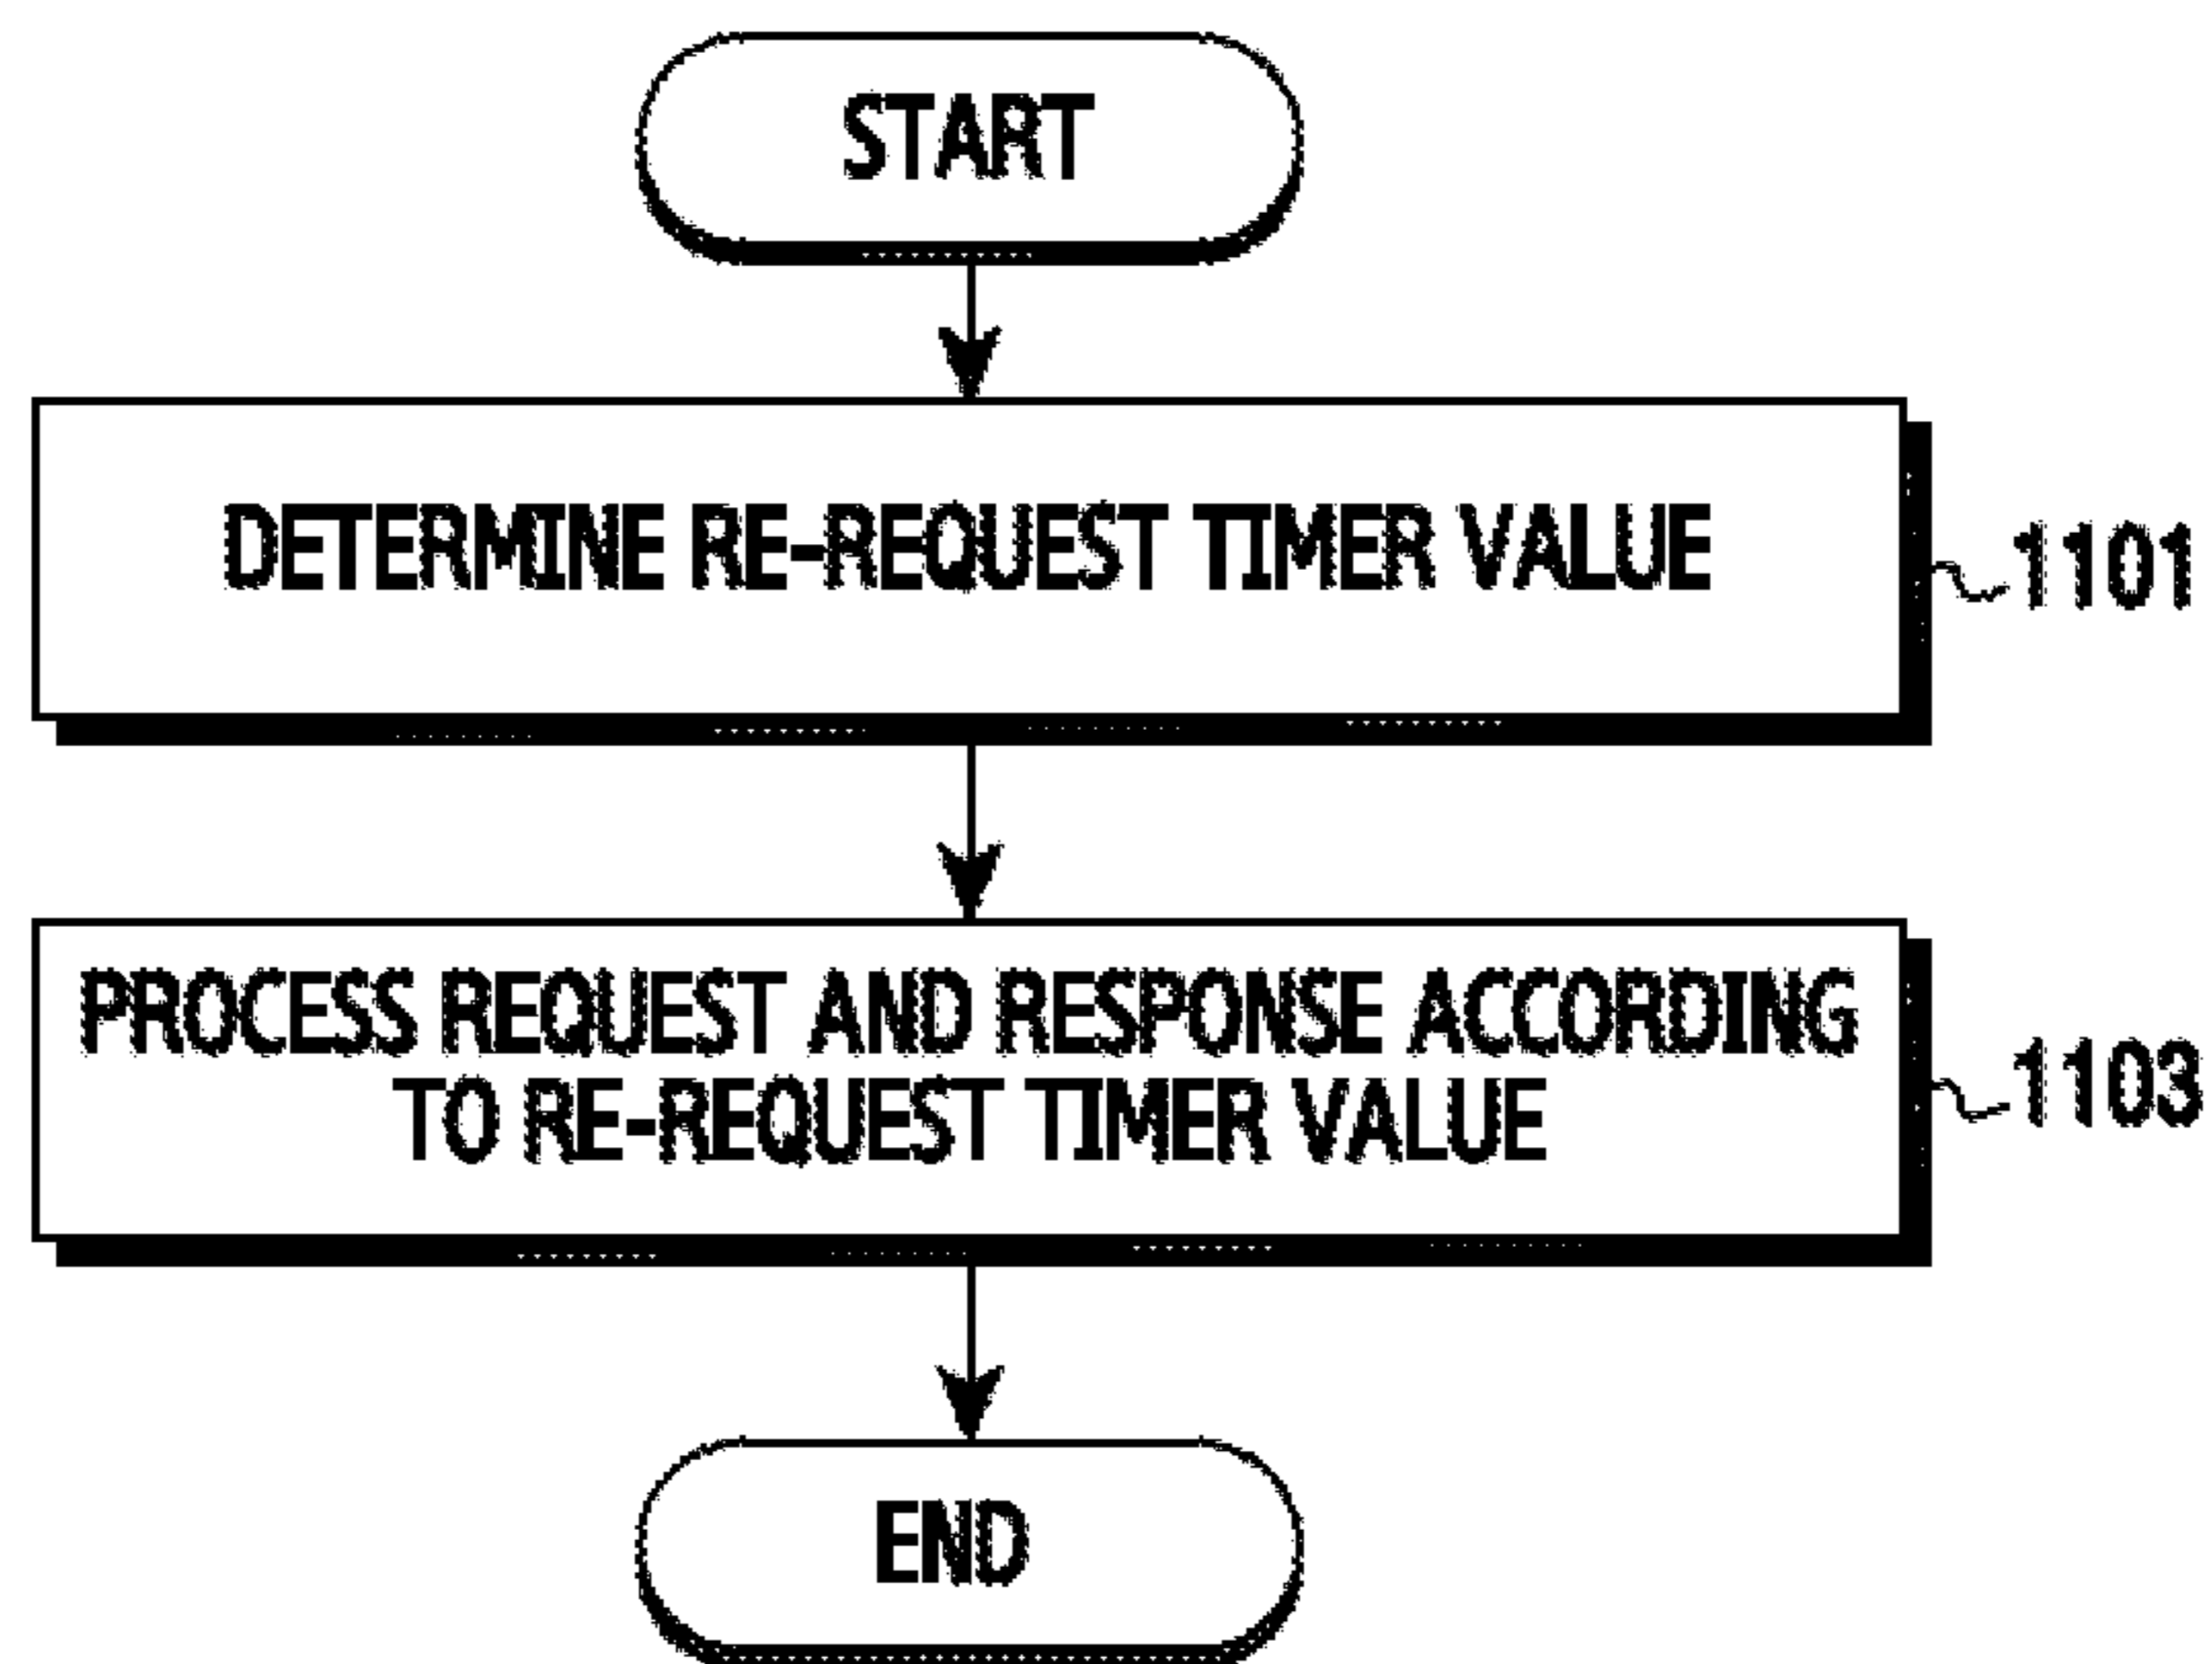 START
DETERMINE RE-REQUEST TIMER VALUE
1101
PROCESS REQUEST AND RESPONSE ACCORDING
TO RE-REQUEST TIMER VALUE
1103
END